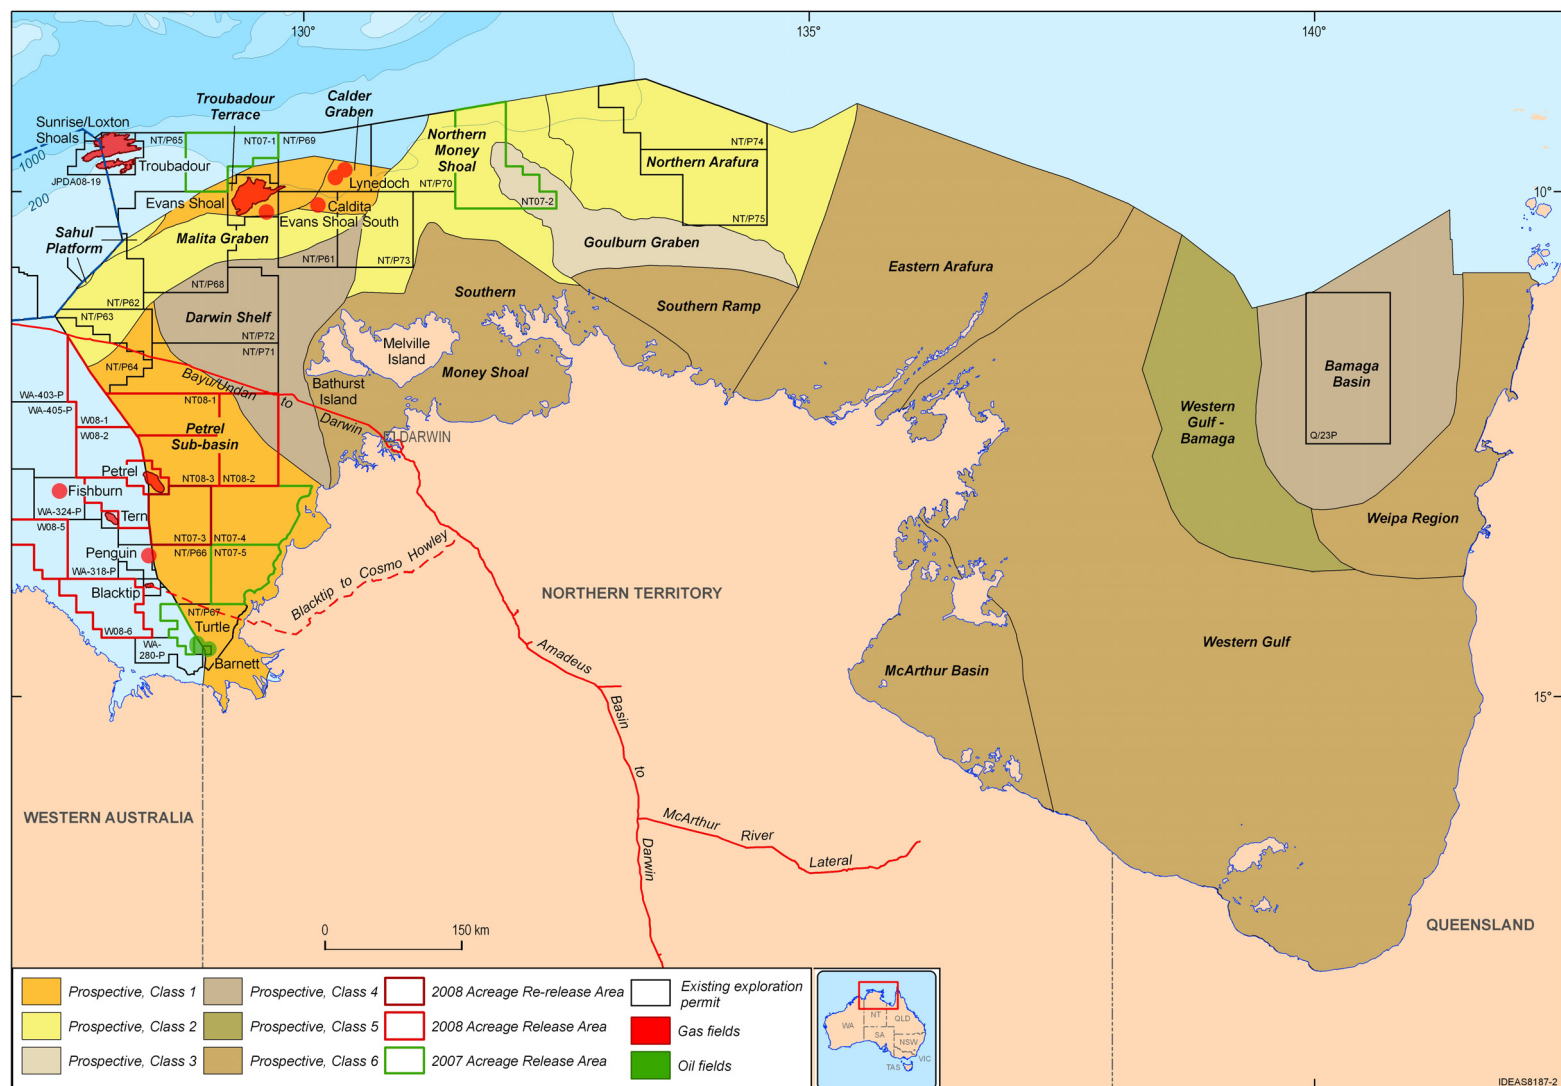 130°
135°
140°
Sunrise/Loxton
Shoals
Troubadour
Terrace
Calder
Graben
NT/P65
NT07-1
NT/P69
1000
200
Troubadour
JPDA08-19
Northern
Money
Shoal
NT/P74
Northern Arafura
Lynedoch
NT/P70
NT07-2
NT/P75
10°
Evans Shoal
Caldita
Evans Shoal South
Sahul
Platform
Malita Graben
NT/P61
NT/P73
Goulburn Graben
Eastern Arafura
NT/P68
NT/P62
NT/P63
Darwin Shelf
NT/P72
NT/P71
Southern
Money Shoal
Southern Ramp
Melville
Island
Bathurst
Island
NT/P64
Bayu/Undan to Darwin
DARWIN
WA-403-P
WA-405-P
W08-1
W08-2
NT08-1
Petrel
Sub-basin
NT08-3
NT08-2
Petrel
Fishburn
WA-324-P
Tern
W08-5
NT07-3
NT07-4
Penguin
NT/P66
NT07-5
WA-318-P
Blacktip
NT/P67
W08-6
Turtle
WA-
280-P
Barnett
Blacktip to Cosmo Howley
Bamaga
Basin
Q/23P
Western
Gulf -
Bamaga
Weipa Region
NORTHERN TERRITORY
Western Gulf
McArthur Basin
15°
Amadeus Basin to Darwin
McArthur River Lateral
WESTERN AUSTRALIA
QUEENSLAND
0
150 km
Prospective, Class 1
Prospective, Class 2
Prospective, Class 3
Prospective, Class 4
Prospective, Class 5
Prospective, Class 6
2008 Acreage Re-release Area
2008 Acreage Release Area
2007 Acreage Release Area
Existing exploration
permit
Gas fields
Oil fields
WA
NT
QLD
SA
NSW
VIC
TAS
IDEAS8187-2